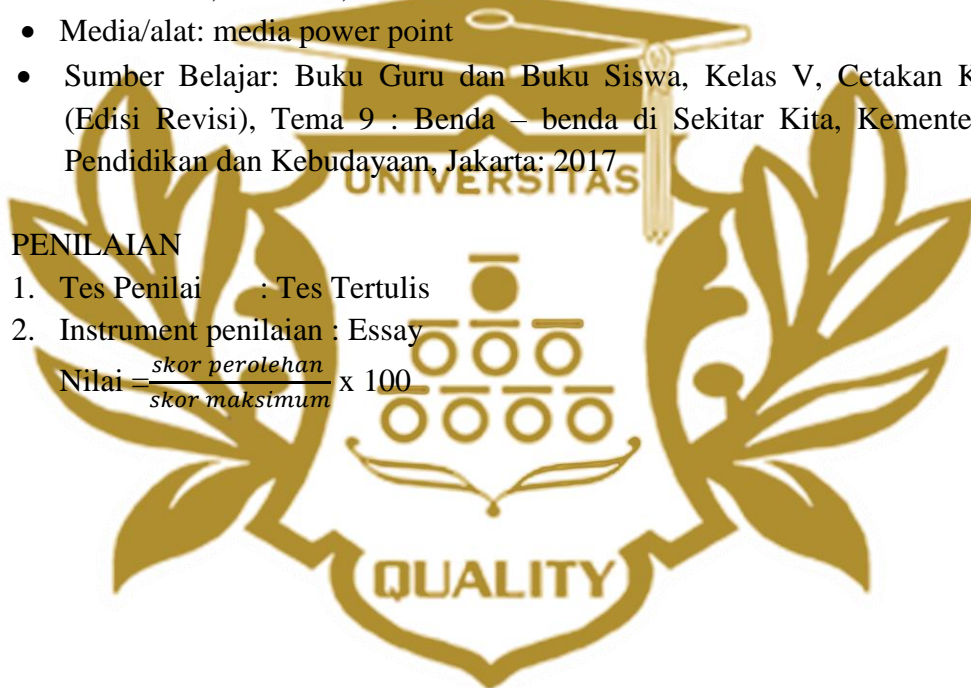 • Media/alat: media power point
• Sumber Belajar: Buku Guru dan Buku Siswa, Kelas V, Cetakan
(Edisi Revisi), Tema 9 : Benda – benda di Sekitar Kita,
Pendidikan dan Kebudayaan, Jakarta: 2017
UNIVERSITAS
PENILAIAN
1. Tes Penilai : Tes Tertulis
2. Instrument penilaian : Essay
Nilai = skor perolehan / skor maksimum x 100
QUALITY